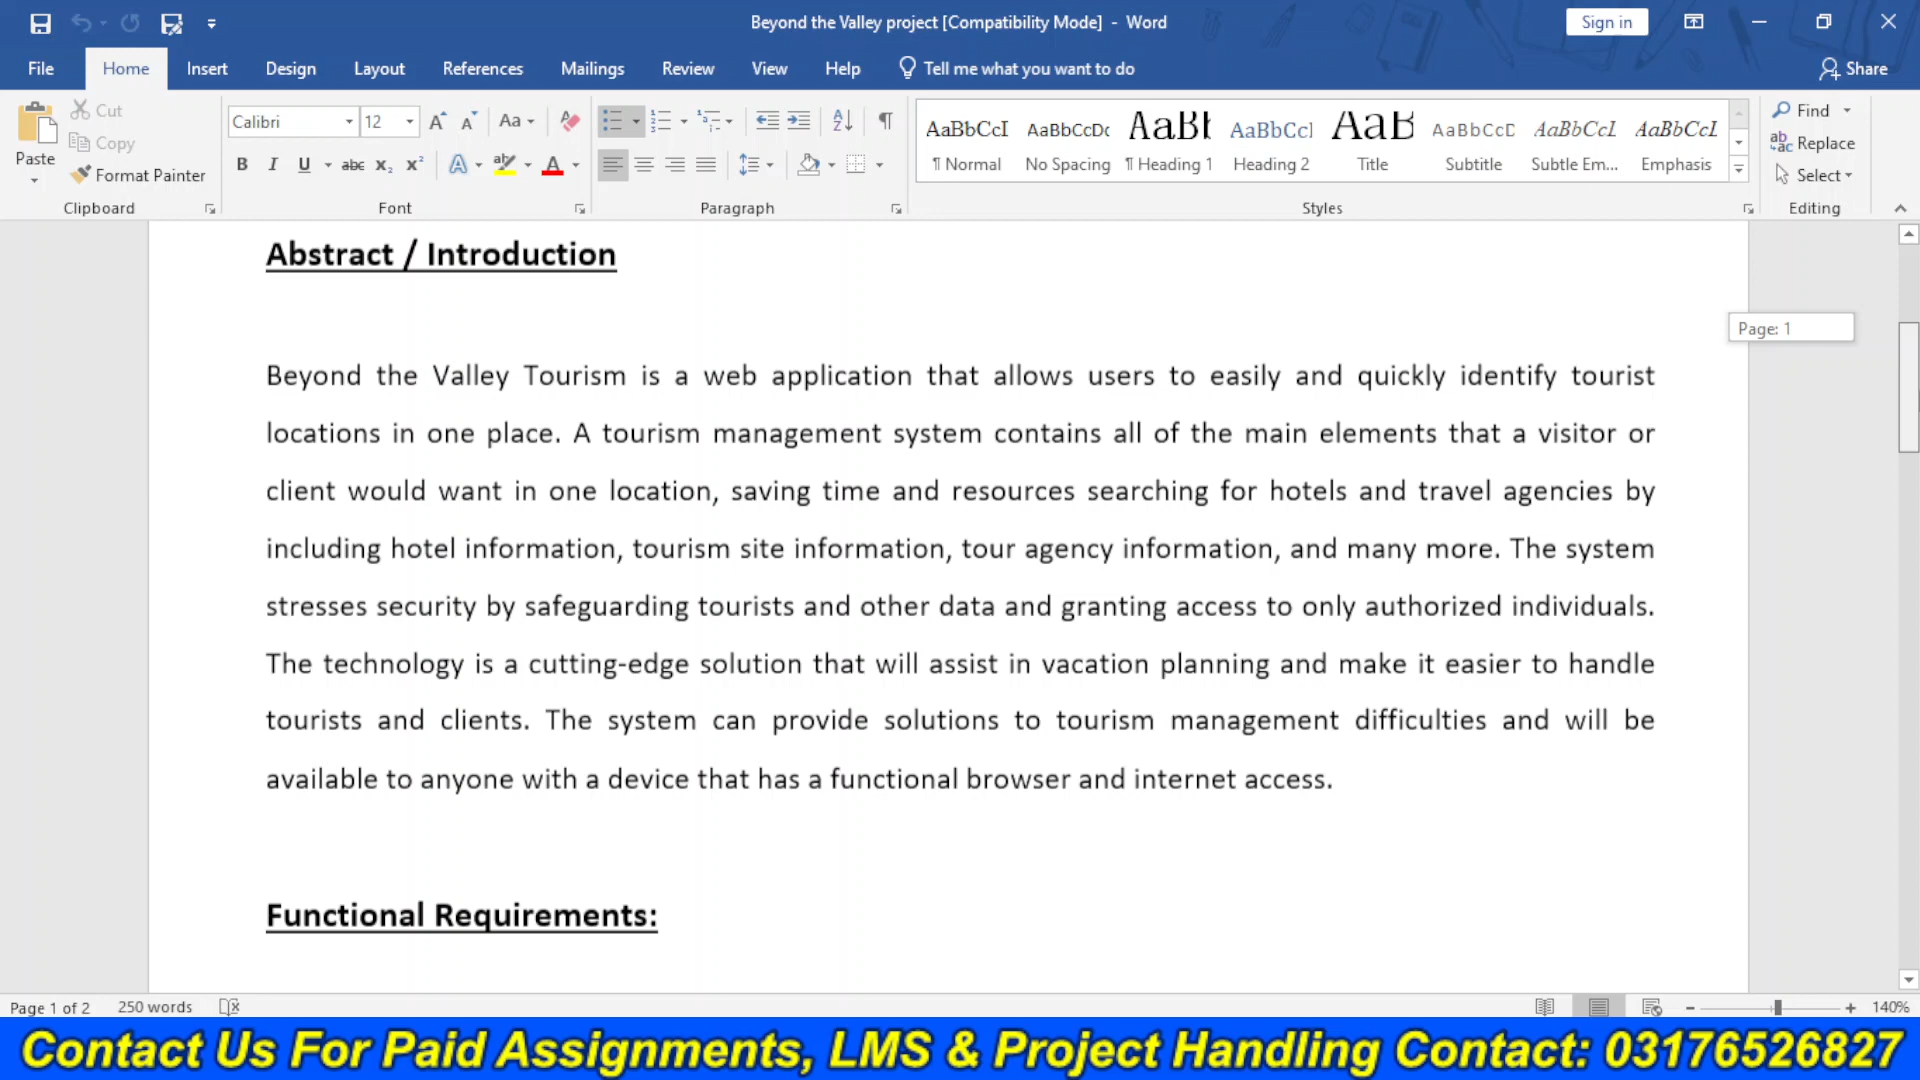 Beyond the Valley project [Compatibility Mode] - Word
Sign in
File Home Insert Design Layout References Mailings Review View Help Tell me what you want to do Share
Paste
Cut
Copy
Format Painter
Clipboard
Calibri 12
Aa
B I U abc X₂ X²
A
Font
Paragraph
AaBbCcI AaBbCcDc AaBl AaBbCcl AaB AaBbCcD AaBbCcL AaBbCcL
¶ Normal No Spacing ¶ Heading 1 Heading 2 Title Subtitle Subtle Em... Emphasis
Styles
Find
Replace
Select
Editing
Abstract / Introduction
Page: 1
Beyond the Valley Tourism is a web application that allows users to easily and quickly identify tourist
locations in one place. A tourism management system contains all of the main elements that a visitor or
client would want in one location, saving time and resources searching for hotels and travel agencies by
including hotel information, tourism site information, tour agency information, and many more. The system
stresses security by safeguarding tourists and other data and granting access to only authorized individuals.
The technology is a cutting-edge solution that will assist in vacation planning and make it easier to handle
tourists and clients. The system can provide solutions to tourism management difficulties and will be
available to anyone with a device that has a functional browser and internet access.
Functional Requirements:
Page 1 of 2 250 words
140%
Contact Us For Paid Assignments, LMS & Project Handling Contact: 03176526827